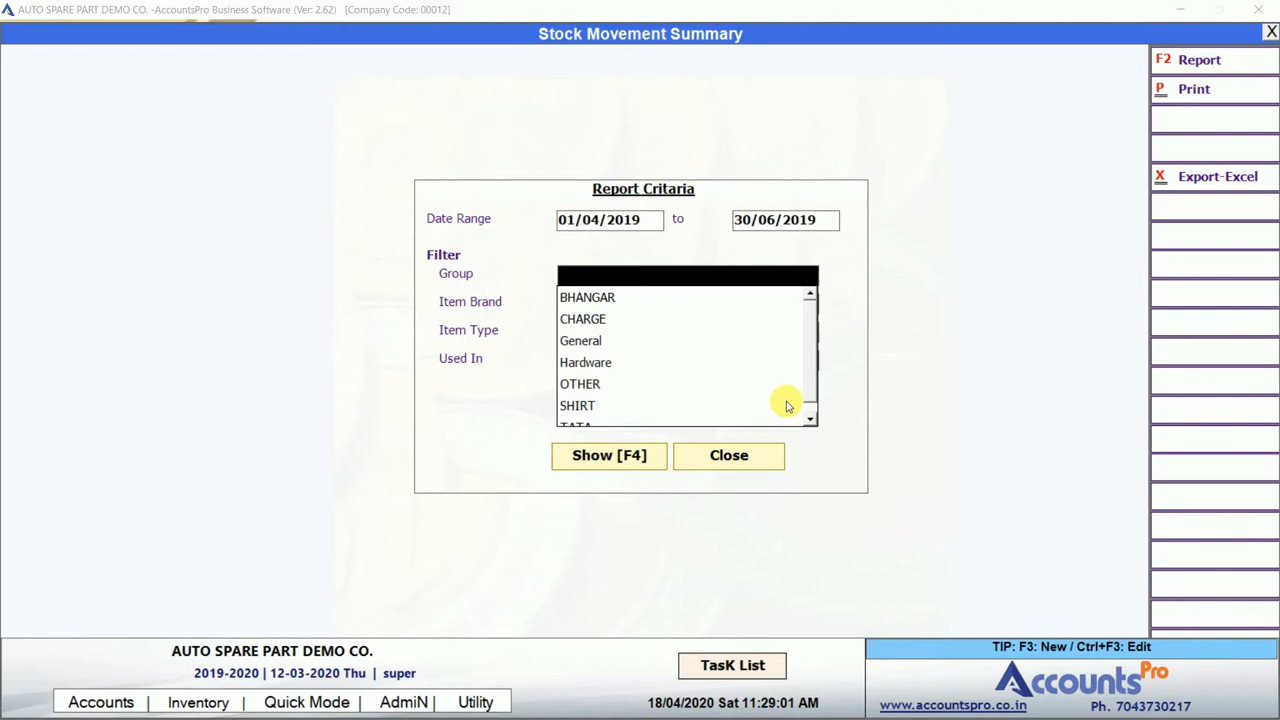 AUTO SPARE PART DEMO CO. -AccountsPro Business Software (Ver: 2.62) [Company Code: 00012]
Stock Movement Summary
X
F2 Report
P Print
X Export-Excel
Report Critaria
Date Range 01/04/2019 to 30/06/2019
Filter
Group
BHANGAR
Item Brand
CHARGE
Item Type
General
Used In
Hardware
OTHER
SHIRT
TATA
Show [F4] Close
AUTO SPARE PART DEMO CO.
2019-2020 | 12-03-2020 Thu | super
TasK List
Accounts | Inventory | Quick Mode | AdmiN | Utility
18/04/2020 Sat 11:29:01 AM
TIP: F3: New / Ctrl+F3: Edit
AccountsPro
www.accountspro.co.in Ph. 7043730217